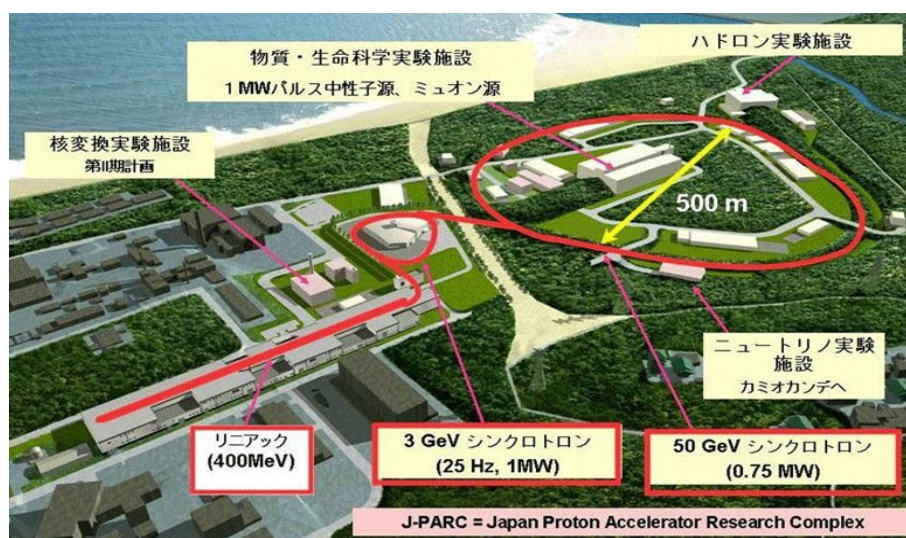 ハドロン実験施設
物質・生命科学実験施設
1 MWパルス中性子源、ミュオン源
核変換実験施設
第II期計画
500 m
ニュートリノ実験
施設
カミオカンデへ
リニアック
(400MeV)
3 GeV シンクロトロン
(25 Hz, 1MW)
50 GeV シンクロトロン
(0.75 MW)
J-PARC = Japan Proton Accelerator Research Complex